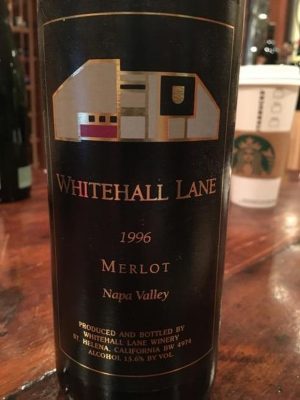 WHITEHALL LANE
1996
MERLOT
Napa Valley
PRODUCED AND BOTTLED BY
WHITEHALL LANE WINERY
ST. HELENA, CALIFORNIA BW 4974
ALCOHOL 13.6% BY VOL
STARBUCKS